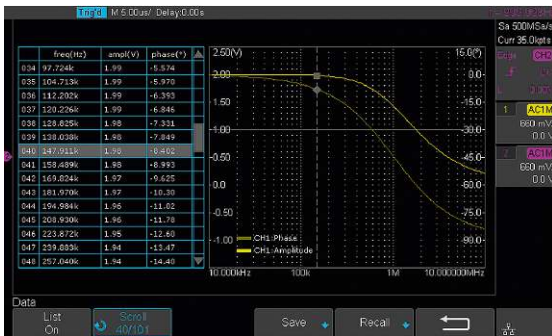 Trig'd M 5.00us/ Delay:0.00s
Sa 500MSa/s
Curr 35.0kpts
Edge CH2
L 0.00V
1 AC1M
660 mV/
0.0 V
2 AC1M
660 mV/
0.0 V
freq(Hz) ampl(V) phase(°)
034 97.724k 1.99 -5.574
035 104.713k 1.99 -5.970
036 112.202k 1.99 -6.393
037 120.226k 1.99 -6.846
038 128.825k 1.98 -7.331
039 138.038k 1.98 -7.849
040 147.911k 1.98 -8.402
041 158.489k 1.98 -8.993
042 169.824k 1.97 -9.625
043 181.970k 1.97 -10.30
044 194.984k 1.96 -11.02
045 208.930k 1.96 -11.78
046 223.872k 1.95 -12.60
047 239.883k 1.94 -13.47
048 257.040k 1.94 -14.40
2.50(V) 15.0(°)
2.00 0.0
1.50 -15.0
1.00 -30.0
-45.0
0.0 -60.0
-0.50 -75.0
-1.00 -90.0
CH1:Phase
CH1:Amplitude
10.000kHz 100k 1M 10.000000MHz
Data
List
On
Scroll
40/101
Save
Recall